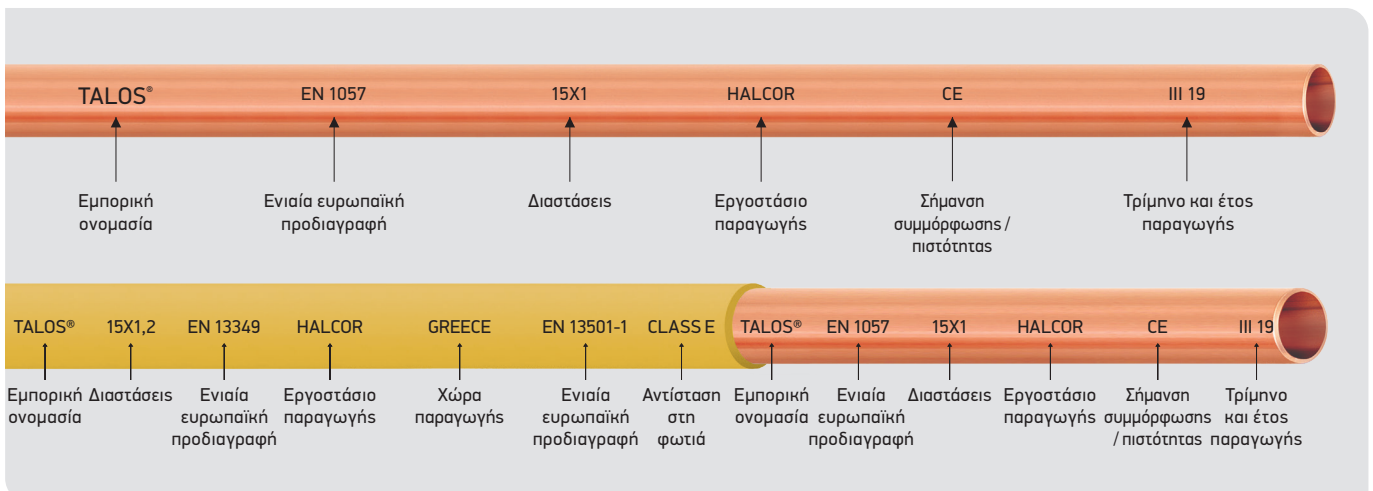 TALOS® EN 1057 15X1 HALCOR CE III 19
Εμπορική Ενιαία ευρωπαϊκή Διαστάσεις Εργοστάσιο Σήμανση Τρίμηνο και έτος
ονομασία προδιαγραφή παραγωγής συμμόρφωσης / παραγωγής
πιστότητας
TALOS® 15X1,2 EN 13349 HALCOR GREECE EN 13501-1 CLASS E TALOS® EN 1057 15X1 HALCOR CE III 19
Εμπορική Διαστάσεις Ενιαία Εργοστάσιο Χώρα Ενιαία Αντίσταση Εμπορική Ενιαία Διαστάσεις Εργοστάσιο Σήμανση Τρίμηνο
ονομασία ευρωπαϊκή παραγωγής παραγωγής ευρωπαϊκή στη ονομασία ευρωπαϊκή παραγωγής συμμόρφωσης και έτος
προδιαγραφή προδιαγραφή φωτιά προδιαγραφή / πιστότητας παραγωγής